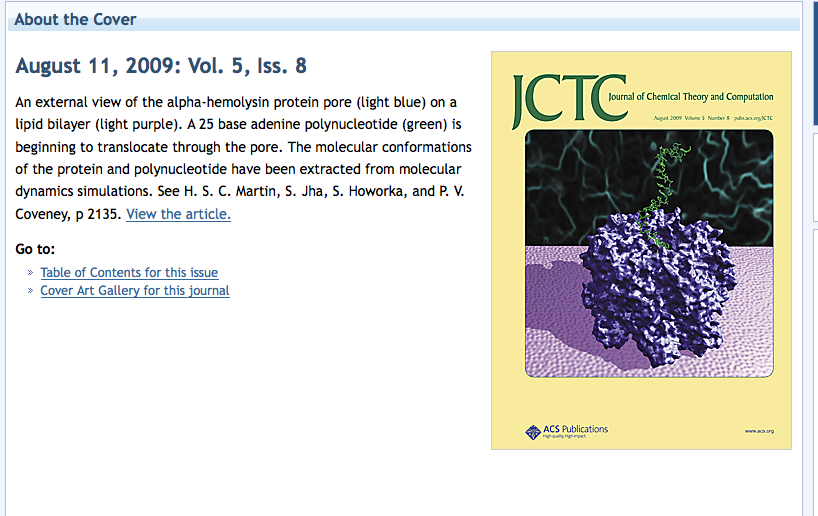 About the Cover
August 11, 2009: Vol. 5, Iss. 8
An external view of the alpha-hemolysin protein pore (light blue) on a
lipid bilayer (light purple). A 25 base adenine polynucleotide (green) is
beginning to translocate through the pore. The molecular conformations
of the protein and polynucleotide have been extracted from molecular
dynamics simulations. See H. S. C. Martin, S. Jha, S. Howorka, and P. V.
Coveney, p 2135. View the article.
Go to:
» Table of Contents for this issue
» Cover Art Gallery for this journal
JCTC
Journal of Chemical Theory and Computation
August 2009 Volume 5 Number 8 pubs.acs.org/JCTC
ACS Publications
High quality. High impact.
www.acs.org